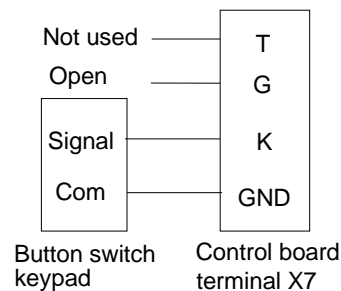 Not used
T
Open
G
Signal
K
Com
GND
Button switch
keypad
Control board
terminal X7